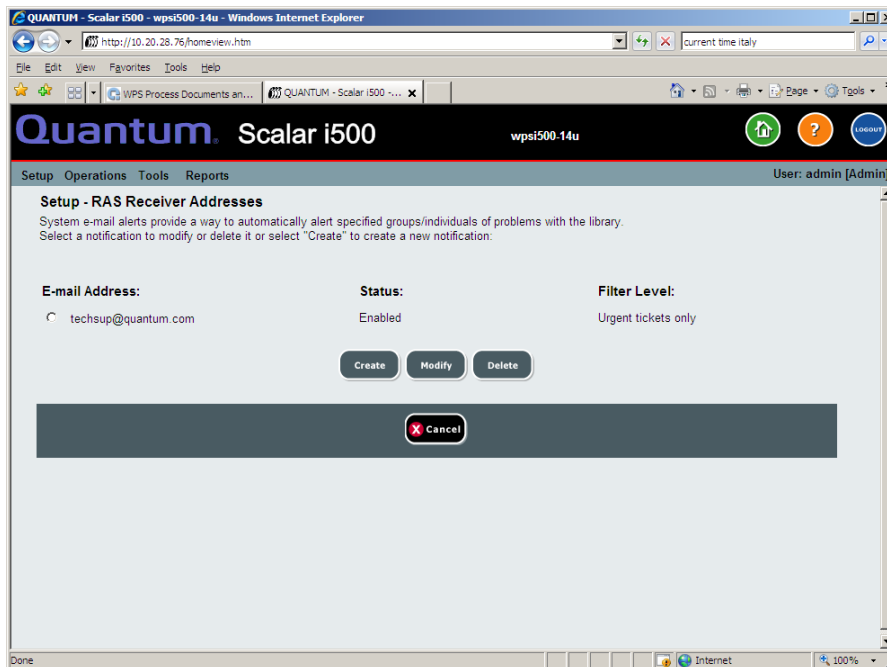 QUANTUM - Scalar i500 - wpsi500-14u - Windows Internet Explorer
http://10.20.28.76/homeview.htm
current time italy
File Edit View Favorites Tools Help
WPS Process Documents an...
QUANTUM - Scalar i500 -...
Page
Tools
Quantum. Scalar i500
wpsi500-14u
?
LOGOUT
Setup Operations Tools Reports
User: admin [Admin]
Setup - RAS Receiver Addresses
System e-mail alerts provide a way to automatically alert specified groups/individuals of problems with the library.
Select a notification to modify or delete it or select "Create" to create a new notification:
E-mail Address: Status: Filter Level:
techsup@quantum.com Enabled Urgent tickets only
Create Modify Delete
X Cancel
Done
Internet
100%